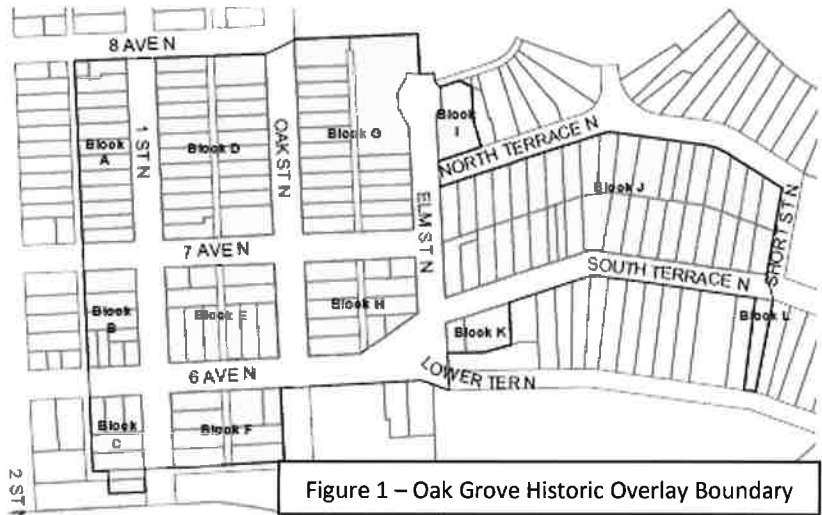 8 AVE N
Block A
1 ST N
Block D
OAK ST N
Block G
Block I
NORTH TERRACE N
Block J
ELM ST N
SHORT ST N
7 AVE N
SOUTH TERRACE N
Block B
Block E
Block H
Block K
Block L
6 AVE N
LOWER TER N
Block C
Block F
2 ST N
Figure 1 – Oak Grove Historic Overlay Boundary